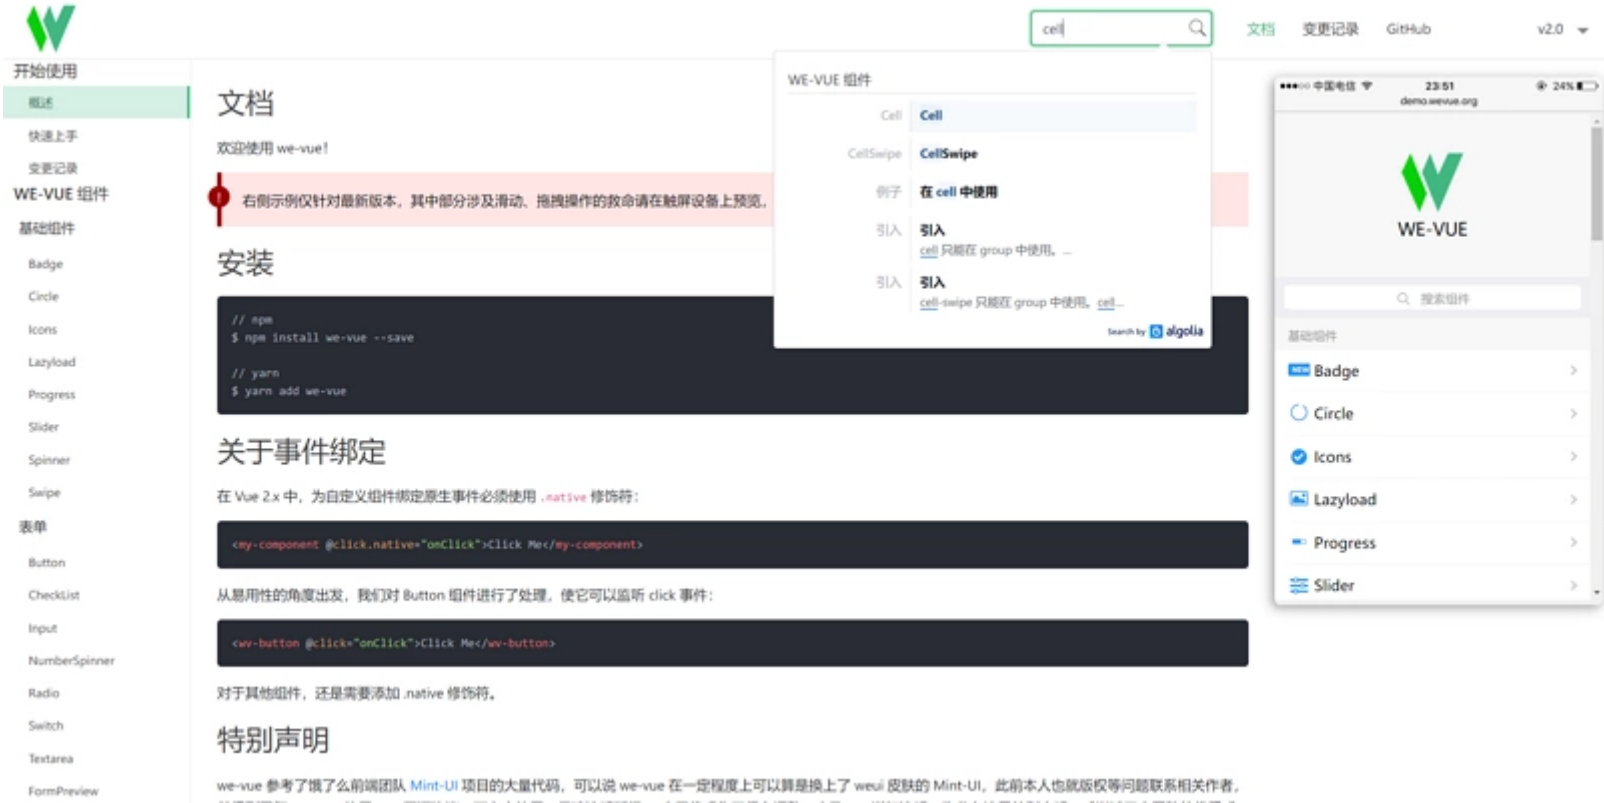 cell
文档
变更记录
GitHub
v2.0
开始使用
概述
快速上手
变更记录
WE-VUE 组件
基础组件
Badge
Circle
Icons
Lazyload
Progress
Slider
Spinner
Swipe
表单
Button
CheckList
Input
NumberSpinner
Radio
Switch
Textarea
FormPreview
文档
欢迎使用 we-vue!
右侧示例仅针对最新版本，其中部分涉及滑动、拖拽操作的救命请在触屏设备上预览。
安装
// npm
$ npm install we-vue --save
// yarn
$ yarn add we-vue
关于事件绑定
在 Vue 2.x 中，为自定义组件绑定原生事件必须使用 .native 修饰符：
<my-component @click.native="onClick">Click Me</my-component>
从易用性的角度出发，我们对 Button 组件进行了处理，使它可以监听 click 事件：
<wv-button @click="onClick">Click Me</wv-button>
对于其他组件，还是需要添加 .native 修饰符。
特别声明
we-vue 参考了饿了么前端团队 Mint-UI 项目的大量代码，可以说 we-vue 在一定程度上可以算是换上了 weui 皮肤的 Mint-UI，此前本人也就版权等问题联系相关作者，
WE-VUE 组件
Cell Cell
CellSwipe CellSwipe
例子 在 cell 中使用
引入 引入
cell 只能在 group 中使用。...
引入 引入
cell-swipe 只能在 group 中使用。cell...
Search by algolia
中国电信 23:51 24%
demo.wevue.org
WE-VUE
搜索组件
基础组件
NEW Badge
Circle
Icons
Lazyload
Progress
Slider